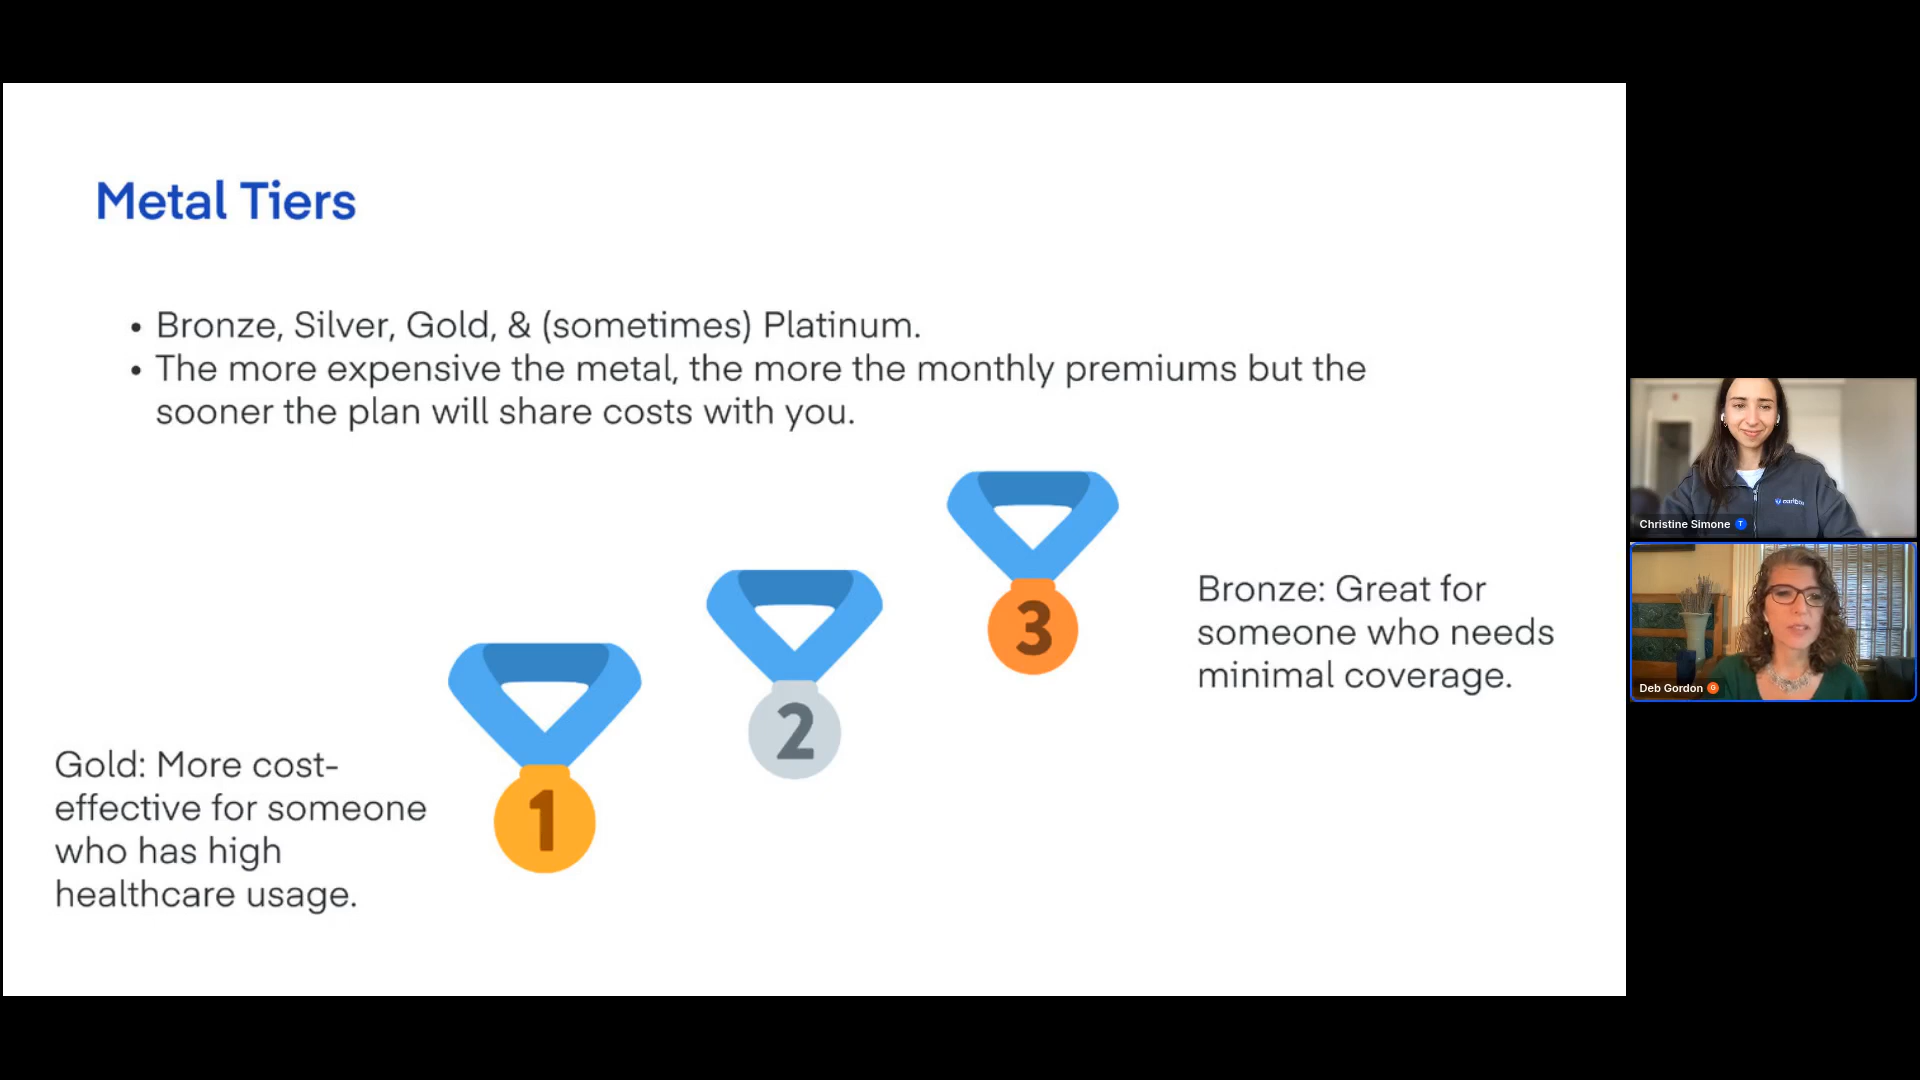 Metal Tiers
• Bronze, Silver, Gold, & (sometimes) Platinum.
• The more expensive the metal, the more the monthly premiums but the
sooner the plan will share costs with you.
3
Bronze: Great for
someone who needs
minimal coverage.
2
Gold: More cost-
effective for someone
who has high
healthcare usage.
1
Christine Simone T
Deb Gordon G